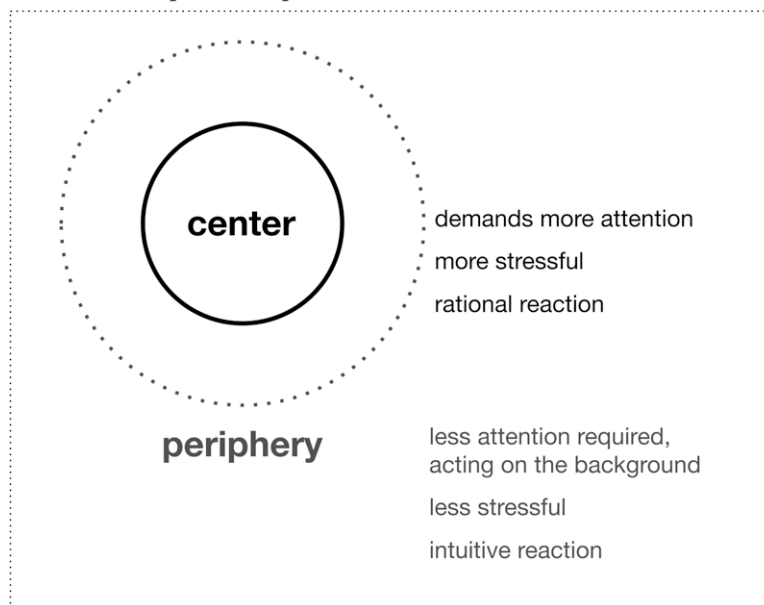 center
demands more attention
more stressful
rational reaction
periphery
less attention required,
acting on the background
less stressful
intuitive reaction